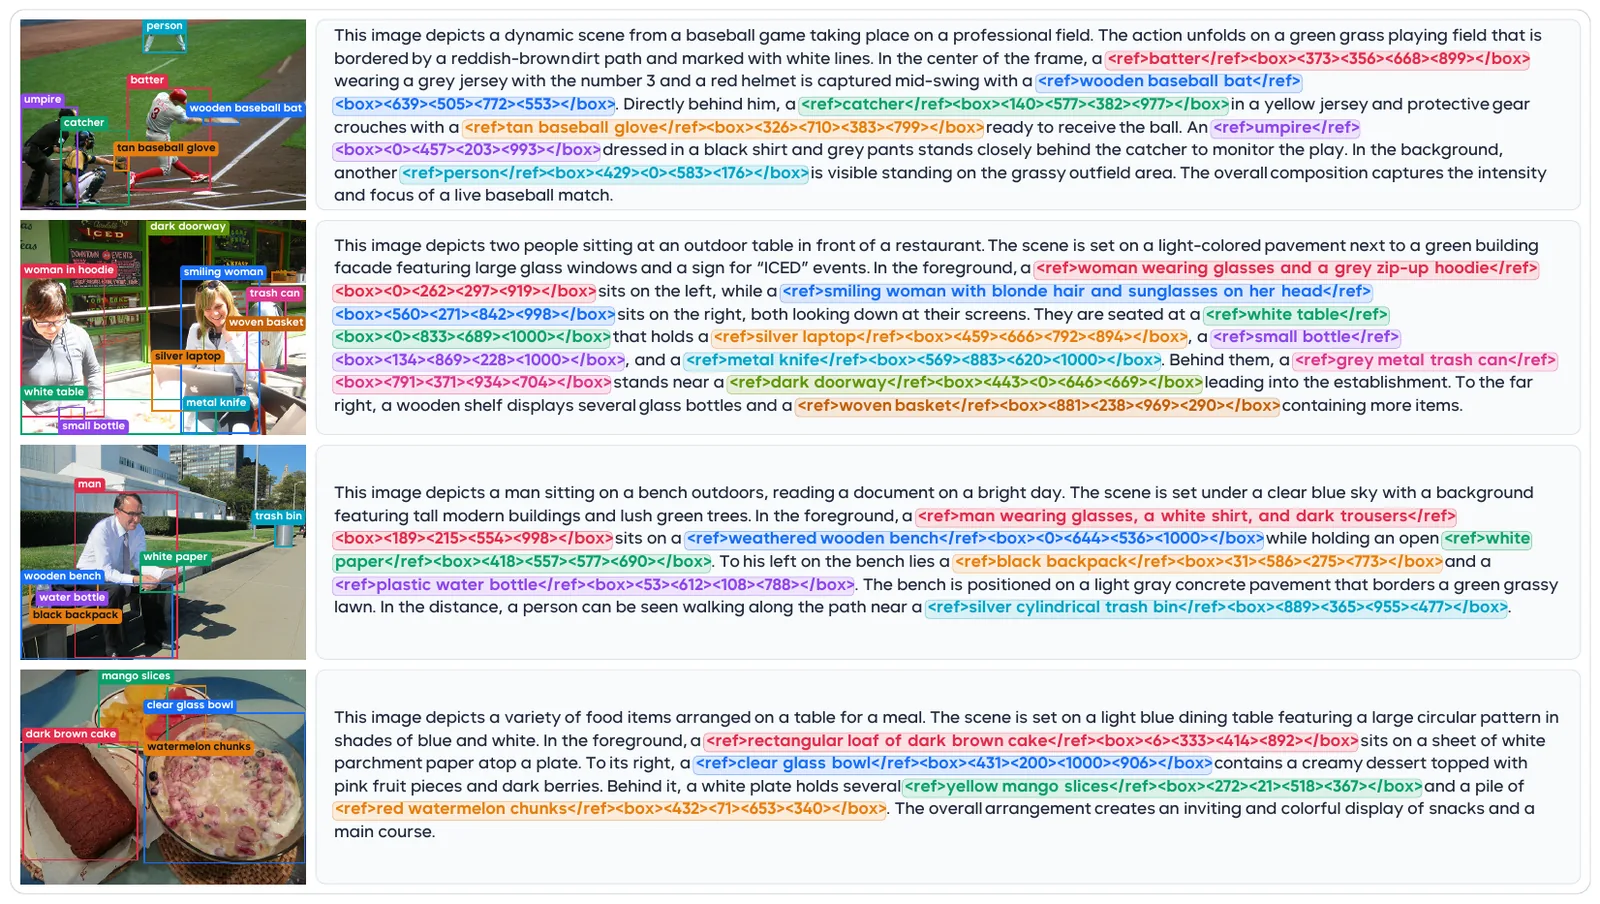 person
batter
umpire
wooden baseball bat
catcher
tan baseball glove
3
This image depicts a dynamic scene from a baseball game taking place on a professional field. The action unfolds on a green grass playing field that is
bordered by a reddish-brown dirt path and marked with white lines. In the center of the frame, a <ref>batter</ref><box><373><356><668><899></box>
wearing a grey jersey with the number 3 and a red helmet is captured mid-swing with a <ref>wooden baseball bat</ref>
<box><639><505><772><553></box>. Directly behind him, a <ref>catcher</ref><box><140><577><382><977></box> in a yellow jersey and protective gear
crouches with a <ref>tan baseball glove</ref><box><326><710><383><799></box> ready to receive the ball. An <ref>umpire</ref>
<box><0><457><203><993></box> dressed in a black shirt and grey pants stands closely behind the catcher to monitor the play. In the background,
another <ref>person</ref><box><429><0><583><176></box> is visible standing on the grassy outfield area. The overall composition captures the intensity
and focus of a live baseball match.
dark doorway
ICED
DOWNTOWN EVENTS
woman in hoodie
smiling woman
trash can
woven basket
silver laptop
white table
metal knife
small bottle
This image depicts two people sitting at an outdoor table in front of a restaurant. The scene is set on a light-colored pavement next to a green building
facade featuring large glass windows and a sign for “ICED” events. In the foreground, a <ref>woman wearing glasses and a grey zip-up hoodie</ref>
<box><0><262><297><919></box> sits on the left, while a <ref>smiling woman with blonde hair and sunglasses on her head</ref>
<box><560><271><842><998></box> sits on the right, both looking down at their screens. They are seated at a <ref>white table</ref>
<box><0><833><689><1000></box> that holds a <ref>silver laptop</ref><box><459><666><792><894></box>, a <ref>small bottle</ref>
<box><134><869><228><1000></box>, and a <ref>metal knife</ref><box><569><883><620><1000></box>. Behind them, a <ref>grey metal trash can</ref>
<box><791><371><934><704></box> stands near a <ref>dark doorway</ref><box><443><0><646><669></box> leading into the establishment. To the far
right, a wooden shelf displays several glass bottles and a <ref>woven basket</ref><box><881><238><969><290></box> containing more items.
man
trash bin
white paper
wooden bench
water bottle
black backpack
This image depicts a man sitting on a bench outdoors, reading a document on a bright day. The scene is set under a clear blue sky with a background
featuring tall modern buildings and lush green trees. In the foreground, a <ref>man wearing glasses, a white shirt, and dark trousers</ref>
<box><189><215><554><998></box> sits on a <ref>weathered wooden bench</ref><box><0><644><536><1000></box> while holding an open <ref>white
paper</ref><box><418><557><577><690></box>. To his left on the bench lies a <ref>black backpack</ref><box><31><586><275><773></box> and a
<ref>plastic water bottle</ref><box><53><612><108><788></box>. The bench is positioned on a light gray concrete pavement that borders a green grassy
lawn. In the distance, a person can be seen walking along the path near a <ref>silver cylindrical trash bin</ref><box><889><365><955><477></box>.
mango slices
clear glass bowl
dark brown cake
watermelon chunks
This image depicts a variety of food items arranged on a table for a meal. The scene is set on a light blue dining table featuring a large circular pattern in
shades of blue and white. In the foreground, a <ref>rectangular loaf of dark brown cake</ref><box><6><333><414><892></box> sits on a sheet of white
parchment paper atop a plate. To its right, a <ref>clear glass bowl</ref><box><431><200><1000><906></box> contains a creamy dessert topped with
pink fruit pieces and dark berries. Behind it, a white plate holds several <ref>yellow mango slices</ref><box><272><21><518><367></box> and a pile of
<ref>red watermelon chunks</ref><box><432><71><653><340></box>. The overall arrangement creates an inviting and colorful display of snacks and a
main course.